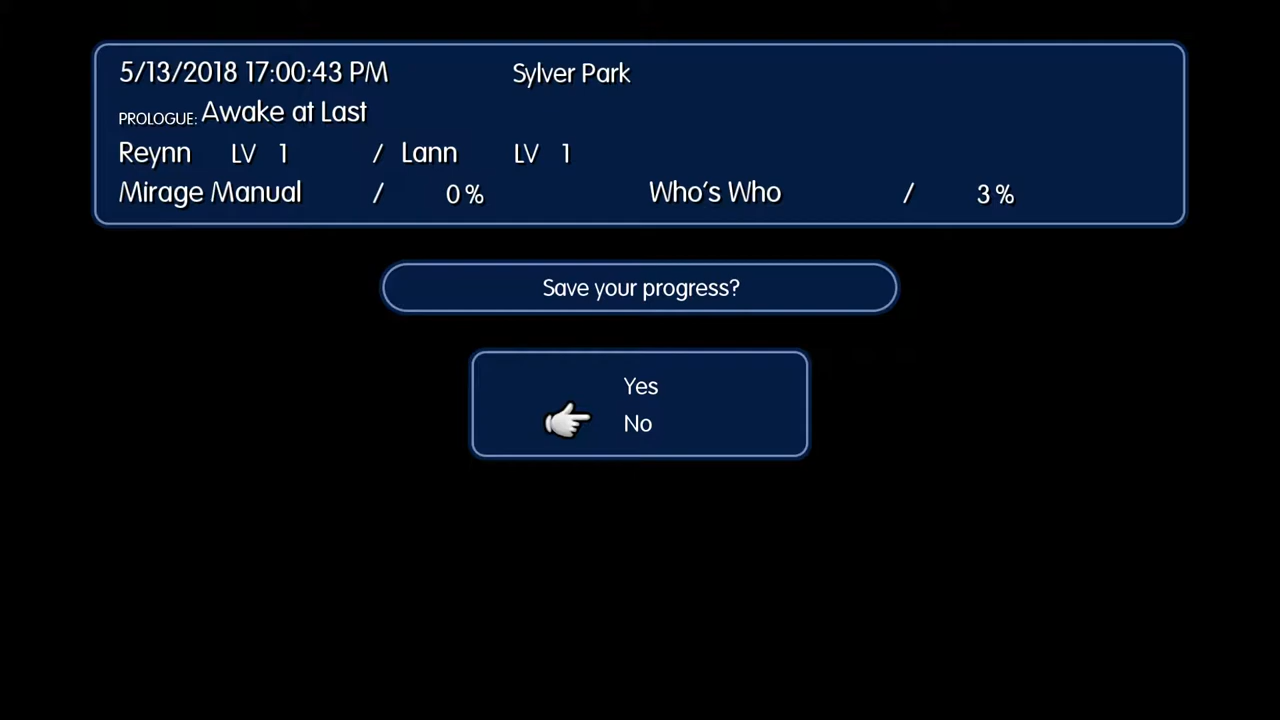 5/13/2018 17:00:43 PM Sylver Park
PROLOGUE: Awake at Last
Reynn LV 1 / Lann LV 1
Mirage Manual / 0 % Who's Who / 3 %
Save your progress?
Yes
No